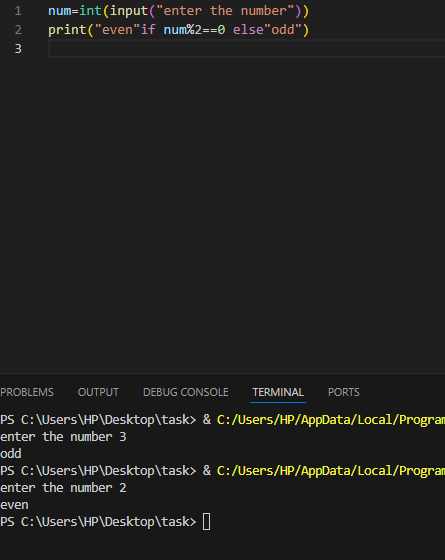 1 num=int(input("enter the number"))
2 print("even"if num%2==0 else"odd")
3
PROBLEMS OUTPUT DEBUG CONSOLE TERMINAL PORTS
PS C:\Users\HP\Desktop\task> & C:/Users/HP/AppData/Local/Program
enter the number 3
odd
PS C:\Users\HP\Desktop\task> & C:/Users/HP/AppData/Local/Program
enter the number 2
even
PS C:\Users\HP\Desktop\task>